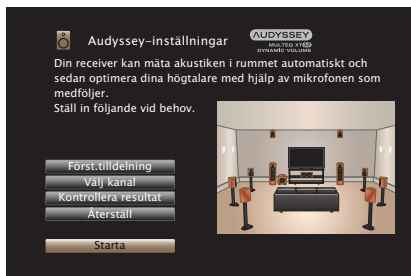 Audyssey-inställningar
AUDYSSEY
MULTEQ XT32
DYNAMIC VOLUME
Din receiver kan mäta akustiken i rummet automatiskt och
sedan optimera dina högtalare med hjälp av mikrofonen som
medföljer.
Ställ in följande vid behov.
Först.tilldelning
Välj kanal
Kontrollera resultat
Återställ
Starta